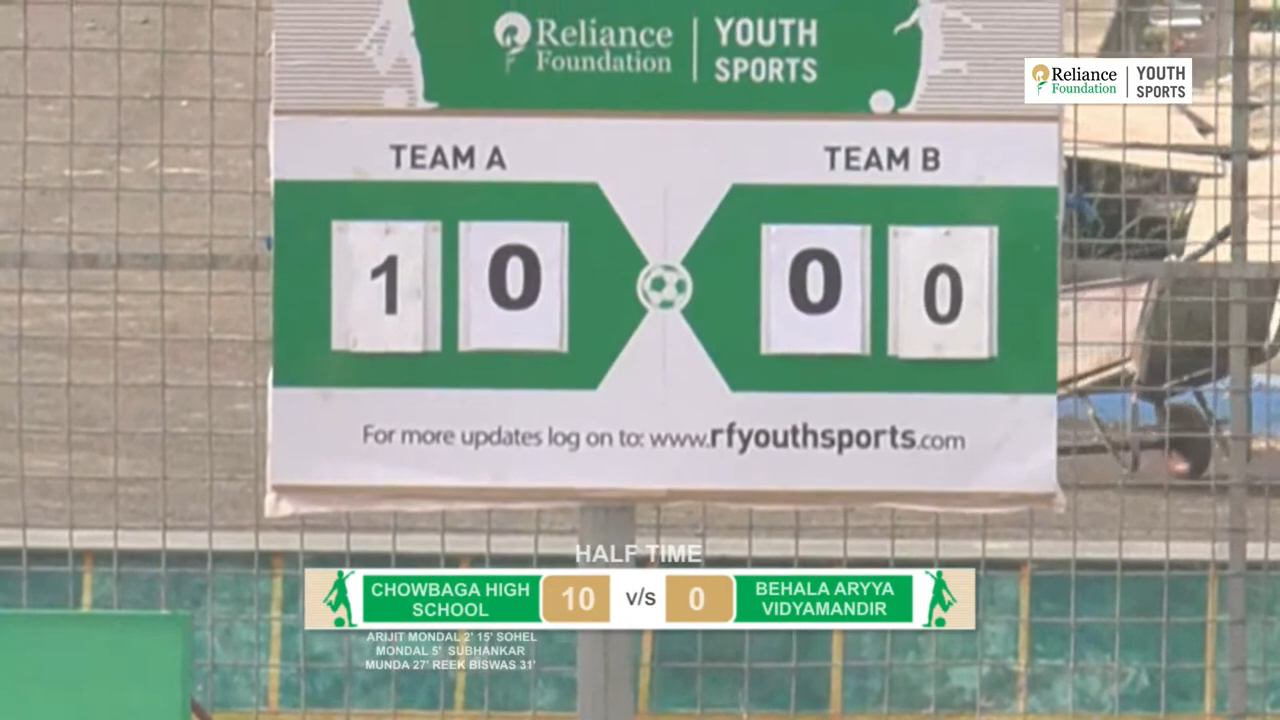 Reliance Foundation | YOUTH SPORTS
Reliance Foundation | YOUTH SPORTS
TEAM A
TEAM B
1 0
0 0
For more updates log on to: www.rfyouthsports.com
HALF TIME
CHOWBAGA HIGH SCHOOL
10 v/s 0
BEHALA ARYYA VIDYAMANDIR
ARIJIT MONDAL 2' 15' SOHEL
MONDAL 5' SUBHANKAR
MUNDA 27' REEK BISWAS 31'